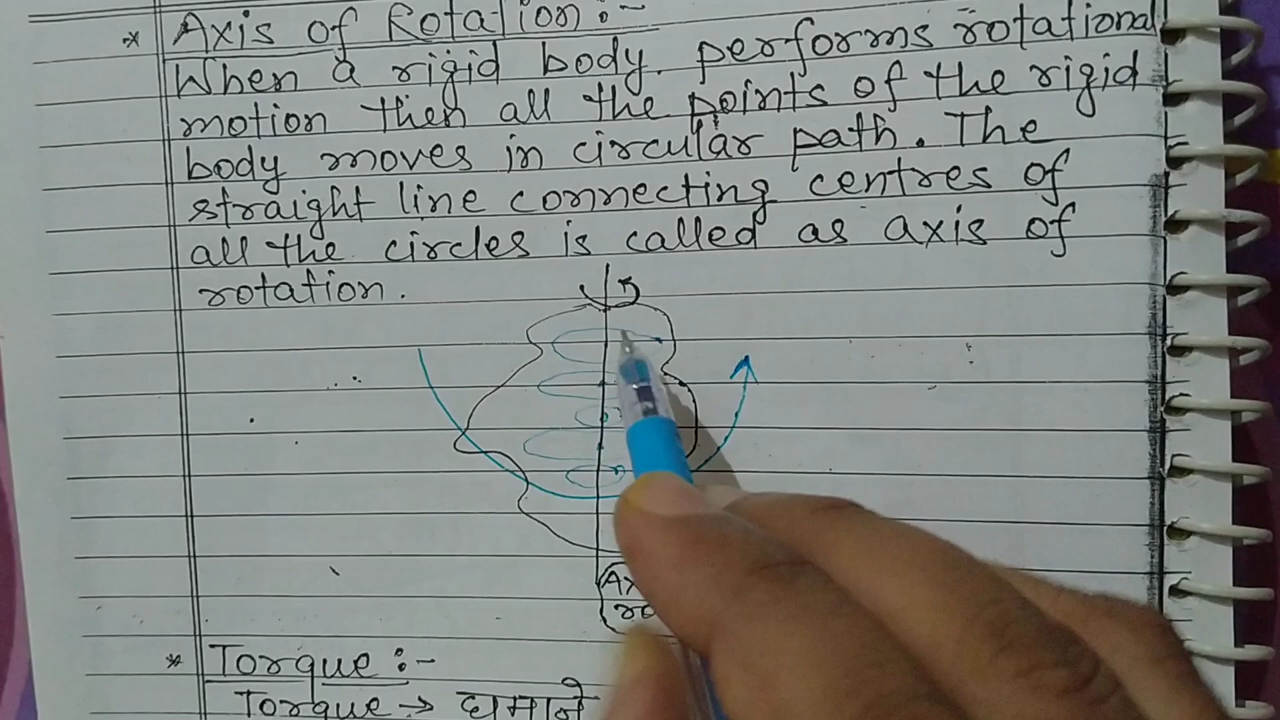 * Axis of Rotation :-
When a rigid body performs rotational
motion then all the points of the rigid
body moves in circular path. The
straight line connecting centres of
all the circles is called as axis of
rotation.
* Torque :-
Torque → घुमाने